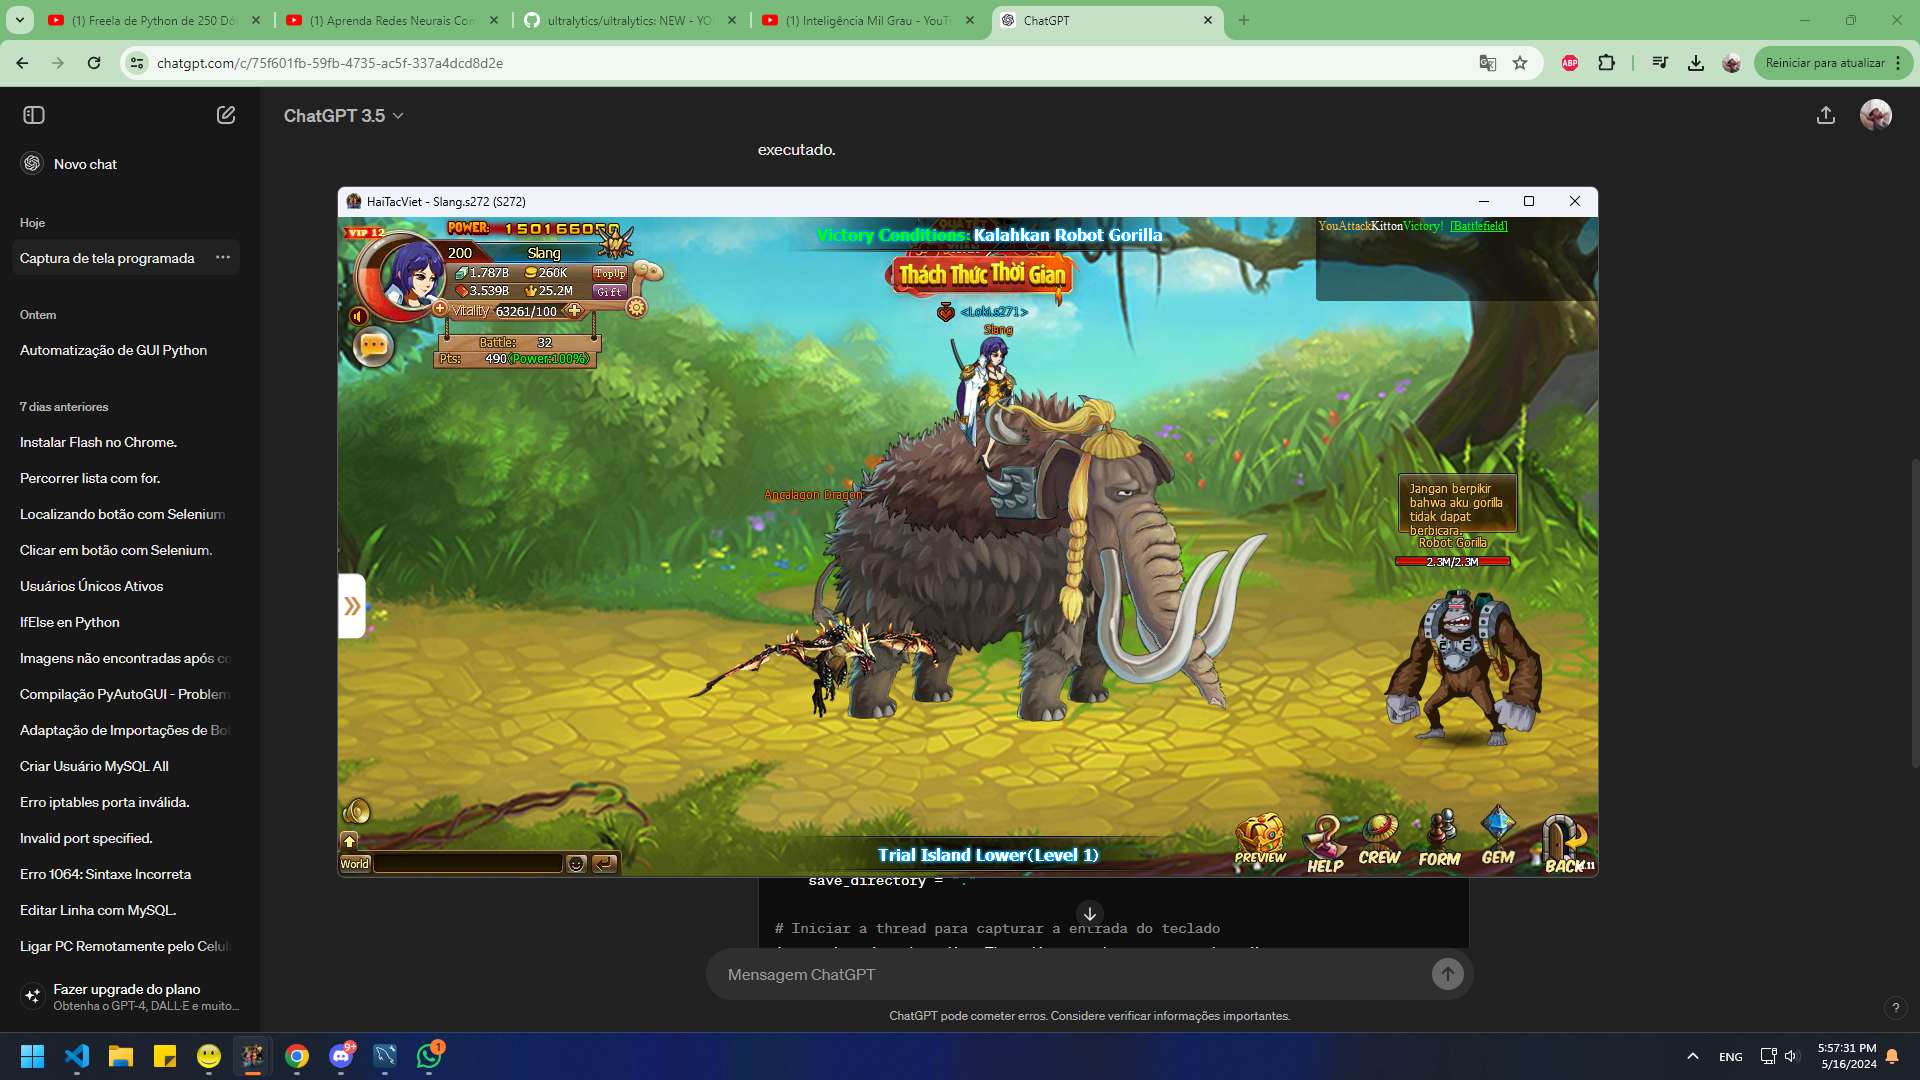 (1) Freela de Python de 250 Dól
(1) Aprenda Redes Neurais Com
ultralytics/ultralytics: NEW - YO
(1) Inteligência Mil Grau - YouTu
ChatGPT
chatgpt.com/c/75f601fb-59fb-4735-ac5f-337a4dcd8d2e
ABP
Reiniciar para atualizar
ChatGPT 3.5
Novo chat
Hoje
Captura de tela programada
Ontem
Automatização de GUI Python
7 dias anteriores
Instalar Flash no Chrome.
Percorrer lista com for.
Localizando botão com Selenium
Clicar em botão com Selenium.
Usuários Únicos Ativos
IfElse en Python
Imagens não encontradas após co
Compilação PyAutoGUI - Problem
Adaptação de Importações de Bot
Criar Usuário MySQL All
Erro iptables porta inválida.
Invalid port specified.
Erro 1064: Sintaxe Incorreta
Editar Linha com MySQL.
Ligar PC Remotamente pelo Celul
Fazer upgrade do plano
Obtenha o GPT-4, DALL·E e muito...
executado.
HaiTacViet - Slang.s272 (S272)
VIP 12
POWER: 150166050
200 Slang
1.787B 260K TopUp
3.539B 25.2M Gift
Vitality 63261/100
Battle: 32
Pts: 490(Power:100%)
Victory Conditions: Kalahkan Robot Gorilla
Thách Thức Thời Gian
<Loki.s271>
Slang
YouAttackKittonVictory! [Battlefield]
Ancalagon Dragon
Jangan berpikir
bahwa aku gorilla
tidak dapat
berbicara.
Robot Gorilla
2.3M/2.3M
World
Trial Island Lower(Level 1)
PREVIEW
HELP
CREW
FORM
GEM
BACK
save_directory = "."
# Iniciar a thread para capturar a entrada do teclado
Mensagem ChatGPT
ChatGPT pode cometer erros. Considere verificar informações importantes.
?
9+
1
ENG
5:57:31 PM
5/16/2024